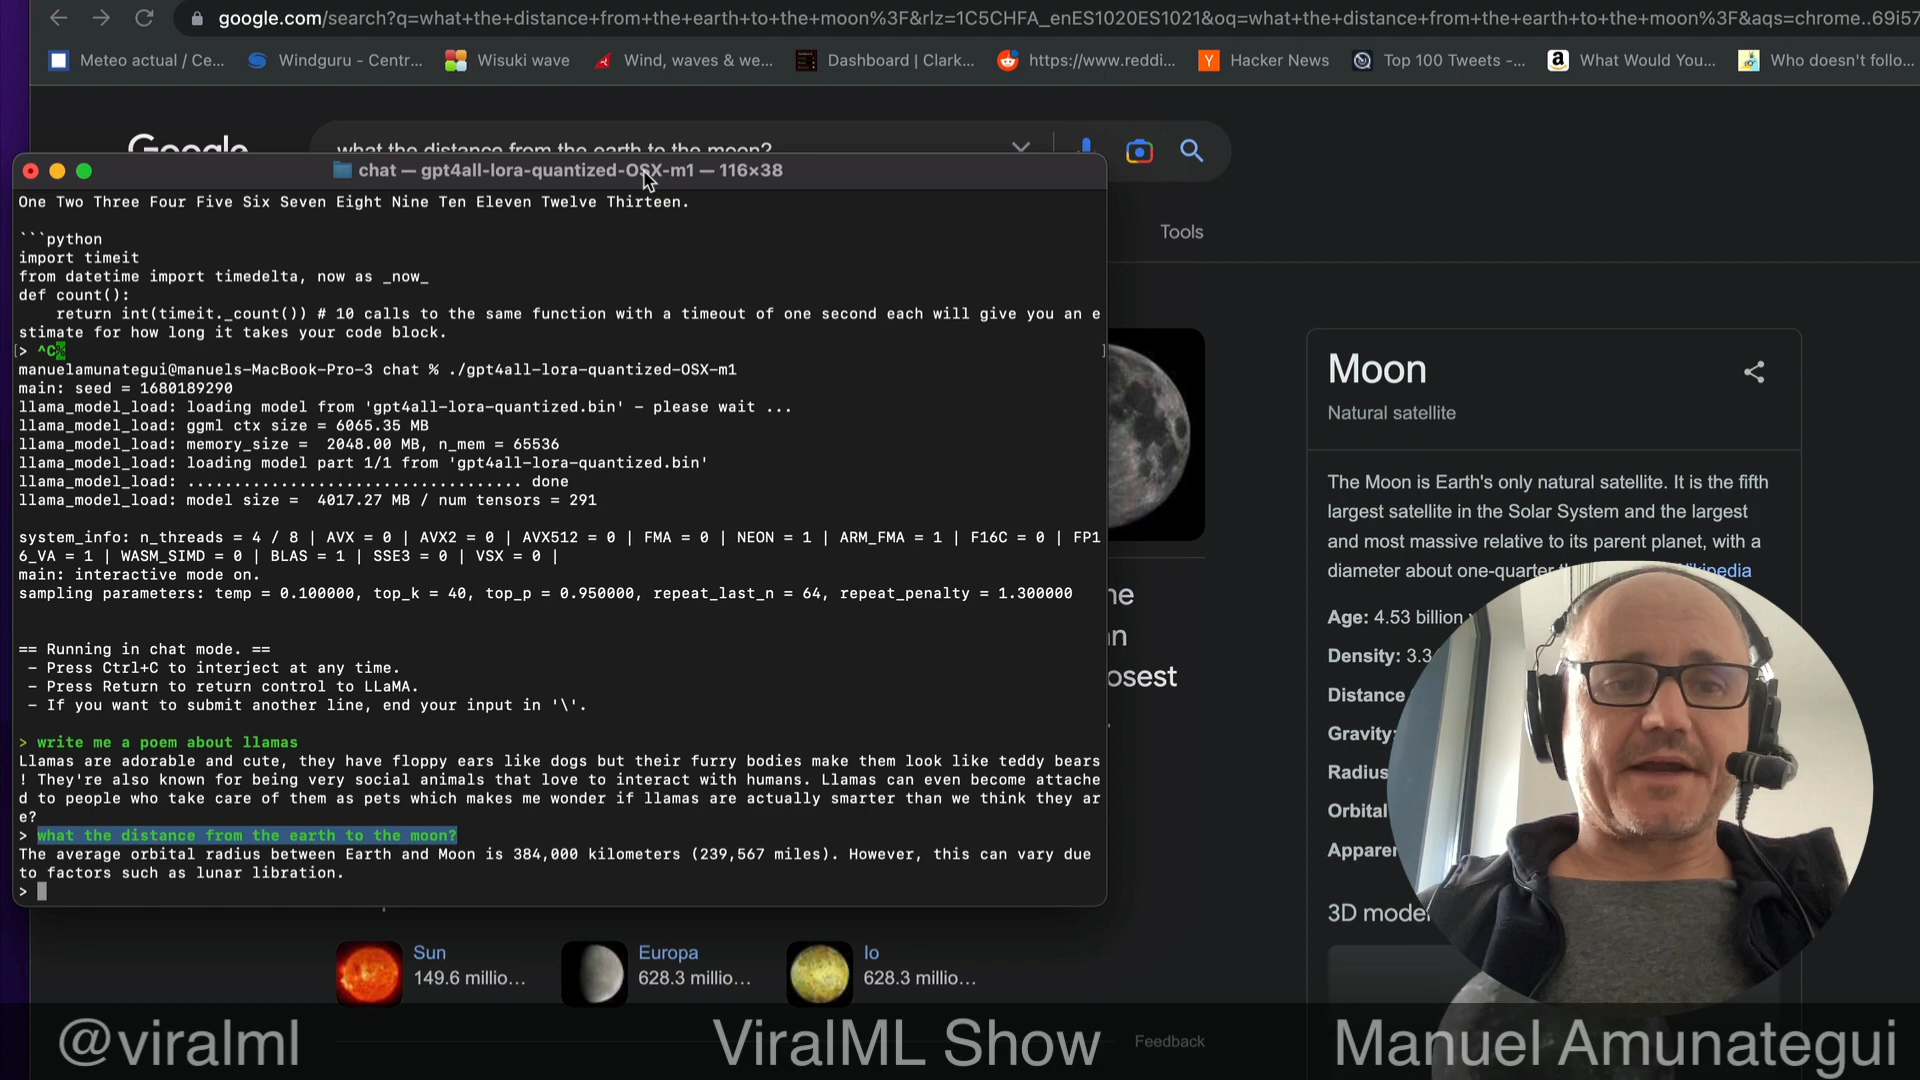 google.com/search?q=what+the+distance+from+the+earth+to+the+moon%3F&rlz=1C5CHFA_enES1020ES1021&oq=what+the+distance+from+the+earth+to+the+moon%3F&aqs=chrome..69i57
Meteo actual / Ce... Windguru - Centr... Wisuki wave Wind, waves & we... Dashboard | Clark... https://www.reddi... Hacker News Top 100 Tweets -... What Would You... Who doesn't follo...
Google what the distance from the earth to the moon?
chat — gpt4all-lora-quantized-OSX-m1 — 116×38
One Two Three Four Five Six Seven Eight Nine Ten Eleven Twelve Thirteen.
```python
import timeit
from datetime import timedelta, now as _now_
def count():
    return int(timeit._count()) # 10 calls to the same function with a timeout of one second each will give you an e
stimate for how long it takes your code block.
[> ^C%                                                                                                              ]
manuelamunategui@manuels-MacBook-Pro-3 chat % ./gpt4all-lora-quantized-OSX-m1
main: seed = 1680189290
llama_model_load: loading model from 'gpt4all-lora-quantized.bin' - please wait ...
llama_model_load: ggml ctx size = 6065.35 MB
llama_model_load: memory_size =  2048.00 MB, n_mem = 65536
llama_model_load: loading model part 1/1 from 'gpt4all-lora-quantized.bin'
llama_model_load: .................................... done
llama_model_load: model size =  4017.27 MB / num tensors = 291
system_info: n_threads = 4 / 8 | AVX = 0 | AVX2 = 0 | AVX512 = 0 | FMA = 0 | NEON = 1 | ARM_FMA = 1 | F16C = 0 | FP1
6_VA = 1 | WASM_SIMD = 0 | BLAS = 1 | SSE3 = 0 | VSX = 0 |
main: interactive mode on.
sampling parameters: temp = 0.100000, top_k = 40, top_p = 0.950000, repeat_last_n = 64, repeat_penalty = 1.300000
== Running in chat mode. ==
 - Press Ctrl+C to interject at any time.
 - Press Return to return control to LLaMA.
 - If you want to submit another line, end your input in '\'.
> write me a poem about llamas
Llamas are adorable and cute, they have floppy ears like dogs but their furry bodies make them look like teddy bears
! They're also known for being very social animals that love to interact with humans. Llamas can even become attache
d to people who take care of them as pets which makes me wonder if llamas are actually smarter than we think they ar
e?
> what the distance from the earth to the moon?
The average orbital radius between Earth and Moon is 384,000 kilometers (239,567 miles). However, this can vary due
to factors such as lunar libration.
>
Tools
osest
Moon
Natural satellite
The Moon is Earth's only natural satellite. It is the fifth
largest satellite in the Solar System and the largest
and most massive relative to its parent planet, with a
diameter about one-quarter
Age: 4.53 billion
Density: 3.3
Distance
Gravity:
Radius
Orbital
Appare
3D mode
Sun
149.6 millio...
Europa
628.3 millio...
Io
628.3 millio...
Feedback
@viralml
ViralML Show
Manuel Amunategui